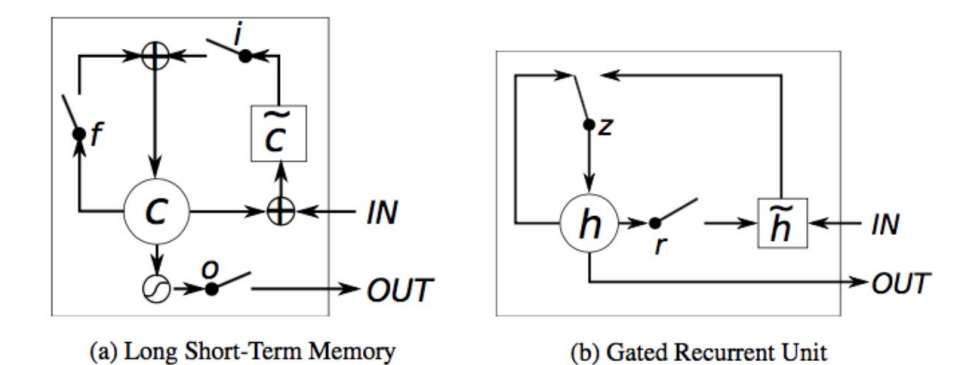 i
f
c̃
c
IN
o
OUT
(a) Long Short-Term Memory
z
h
r
h̃
IN
OUT
(b) Gated Recurrent Unit